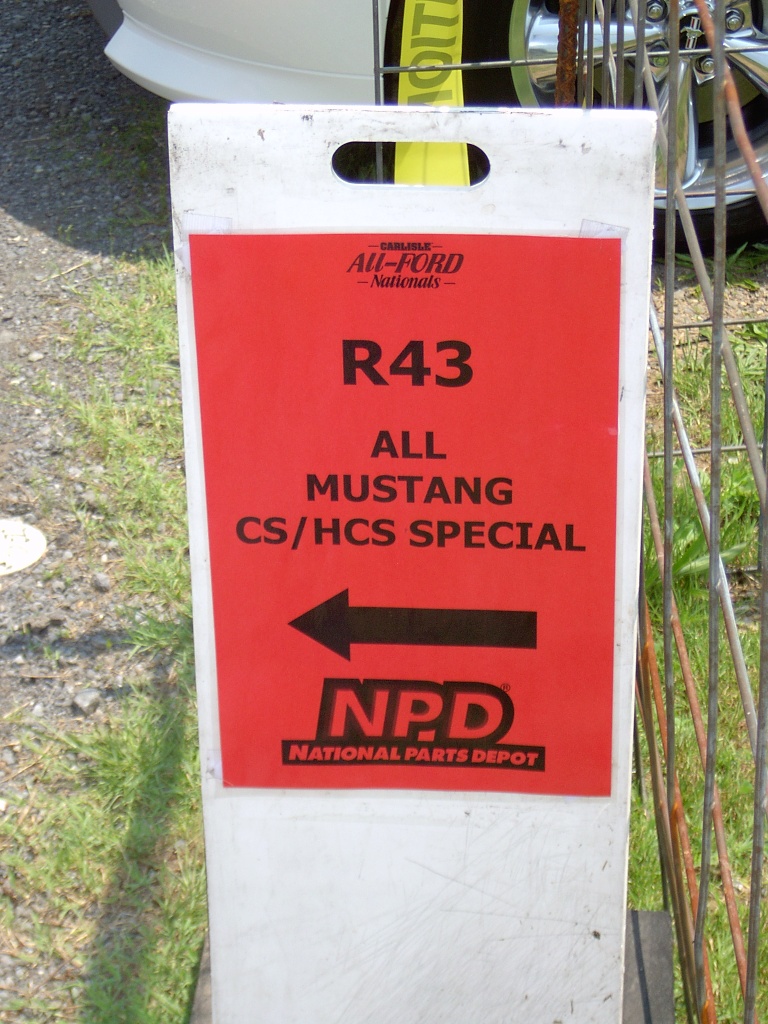 CARLISLE
All-FORD
Nationals
R43
ALL
MUSTANG
CS/HCS SPECIAL
NPD®
NATIONAL PARTS DEPOT